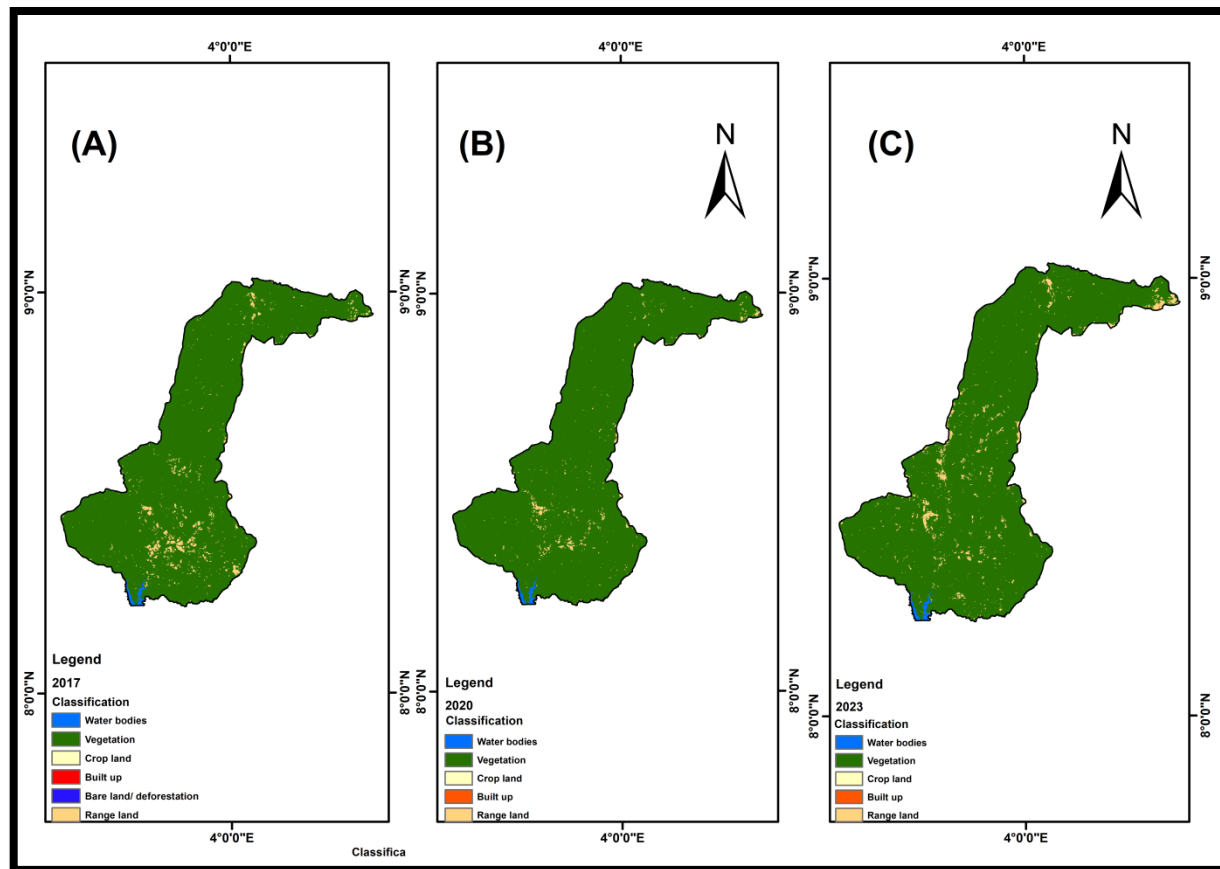 4°0'0"E
4°0'0"E
4°0'0"E
(A)
(B)
N
(C)
N
9°0'0"N
9°0'0"N
9°0'0"N
9°0'0"N
8°0'0"N
8°0'0"N
8°0'0"N
8°0'0"N
Legend
2017
Classification
Water bodies
Vegetation
Crop land
Built up
Bare land/ deforestation
Range land
Legend
2020
Classification
Water bodies
Vegetation
Crop land
Built up
Range land
Legend
2023
Classification
Water bodies
Vegetation
Crop land
Built up
Range land
4°0'0"E
4°0'0"E
4°0'0"E
Classifica